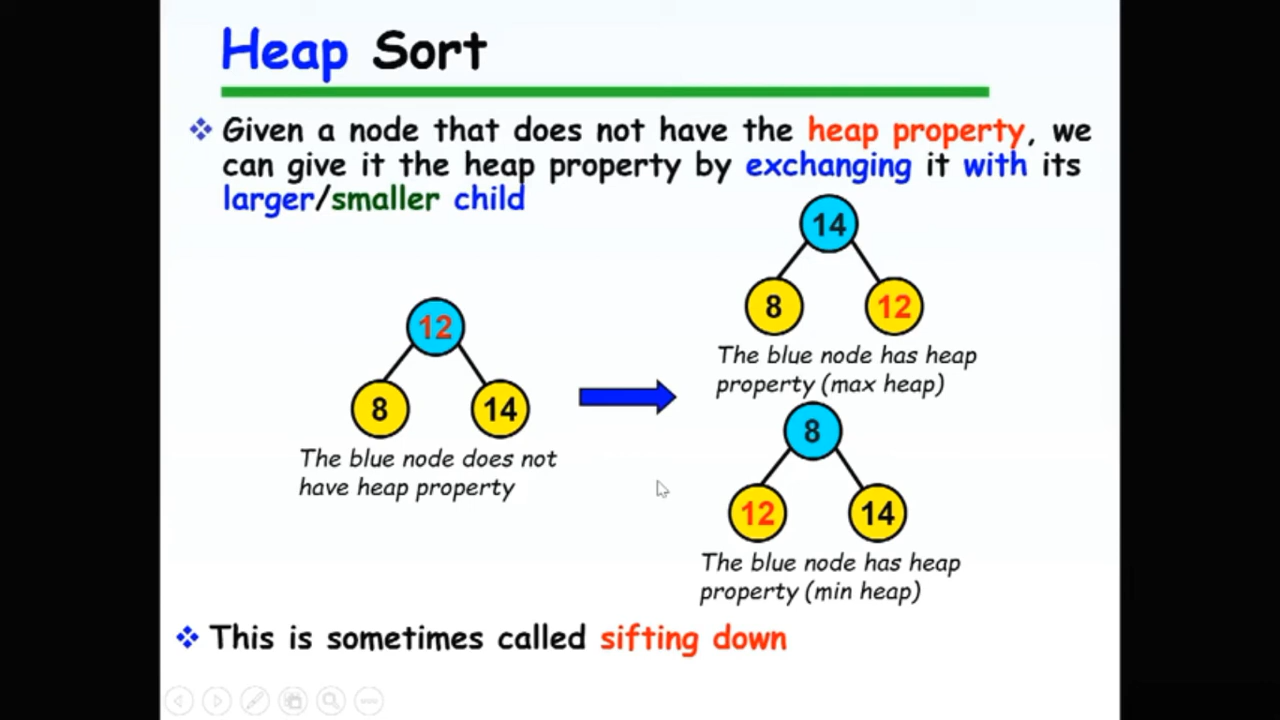 Heap Sort
Given a node that does not have the heap property, we
can give it the heap property by exchanging it with its
larger/smaller child
14
8 12
The blue node has heap
property (max heap)
12
8 14
The blue node does not
have heap property
8
12 14
The blue node has heap
property (min heap)
This is sometimes called sifting down